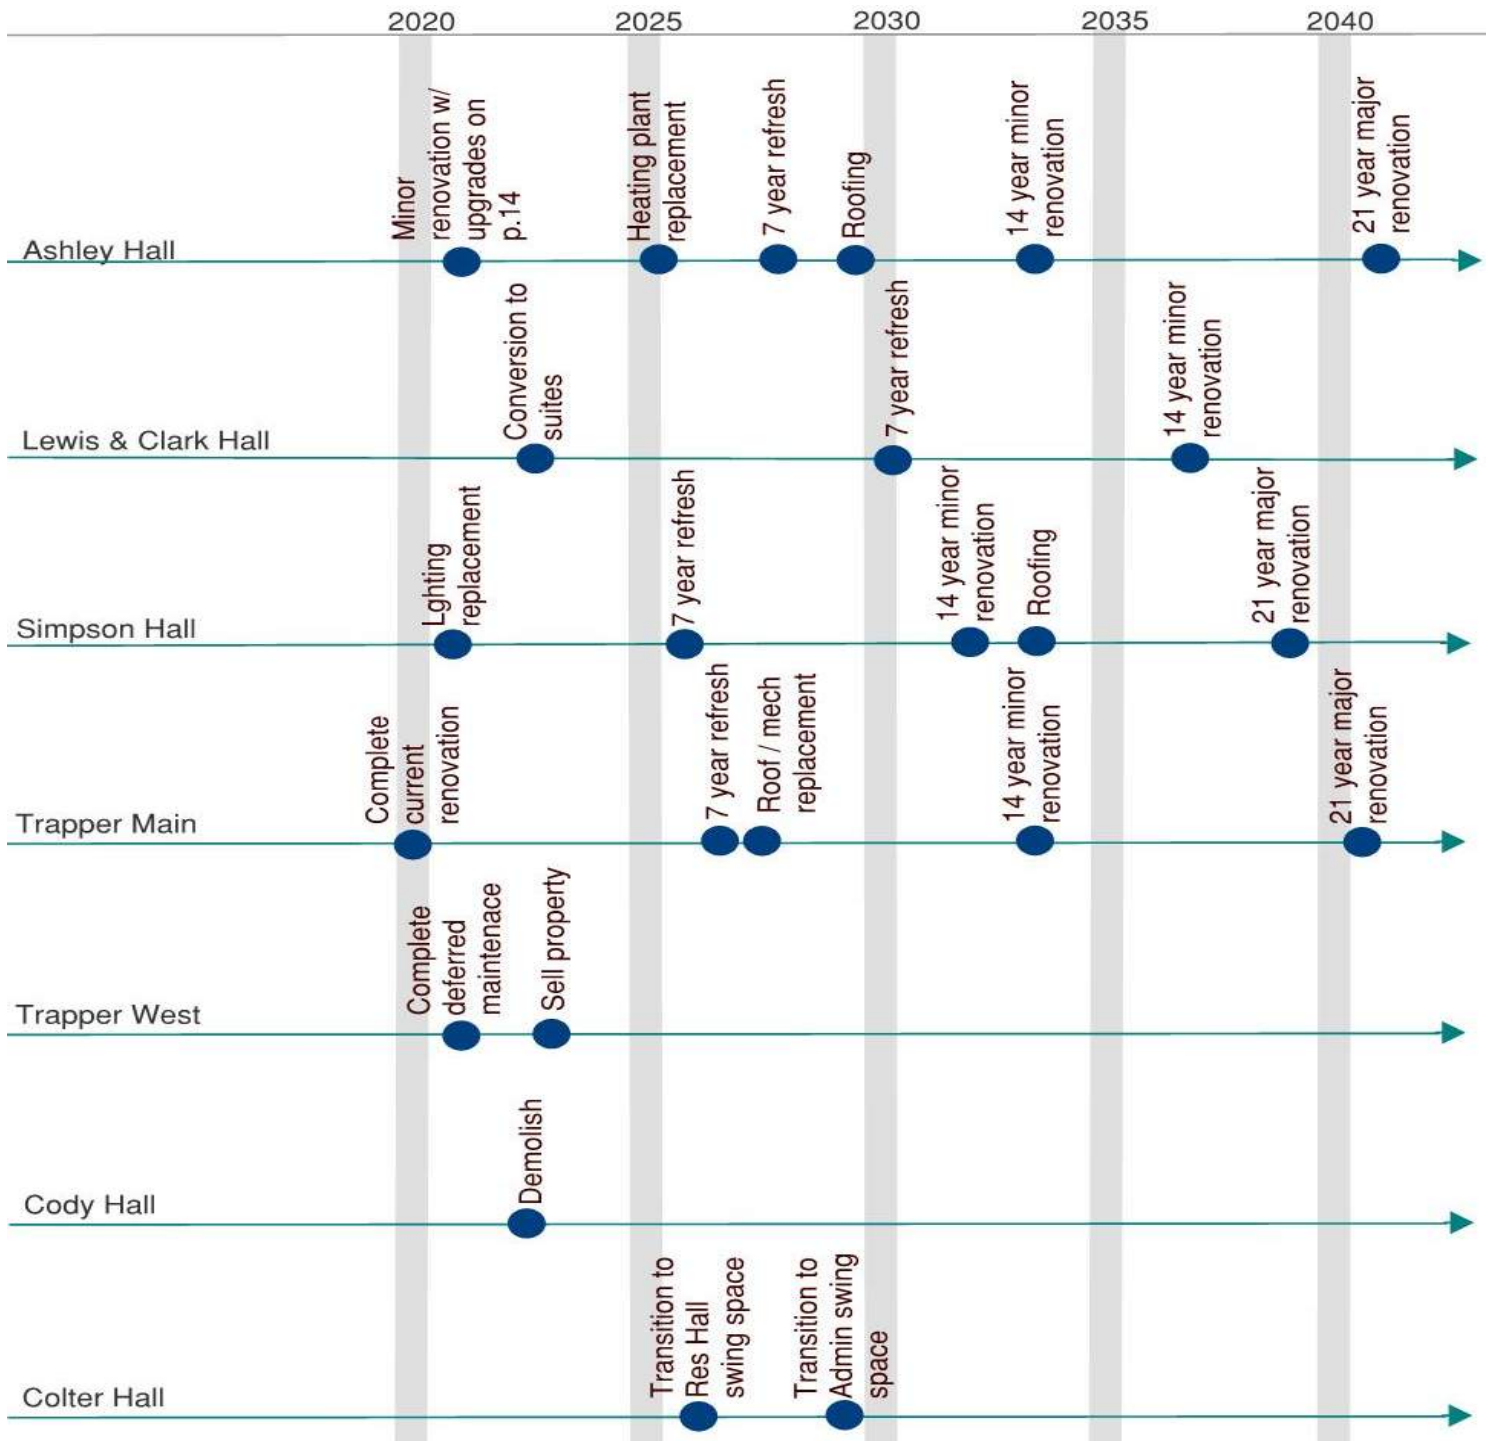 2020 2025 2030 2035 2040
Minor
renovation w/
upgrades on
p.14
Heating plant
replacement
7 year refresh
Roofing
14 year minor
renovation
21 year major
renovation
Ashley Hall
Conversion to
suites
7 year refresh
14 year minor
renovation
Lewis & Clark Hall
Lghting
replacement
7 year refresh
14 year minor
renovation
Roofing
21 year major
renovation
Simpson Hall
Complete
current
renovation
7 year refresh
Roof / mech
replacement
14 year minor
renovation
21 year major
renovation
Trapper Main
Complete
deferred
maintenace
Sell property
Trapper West
Demolish
Cody Hall
Transition to
Res Hall
swing space
Transition to
Admin swing
space
Colter Hall